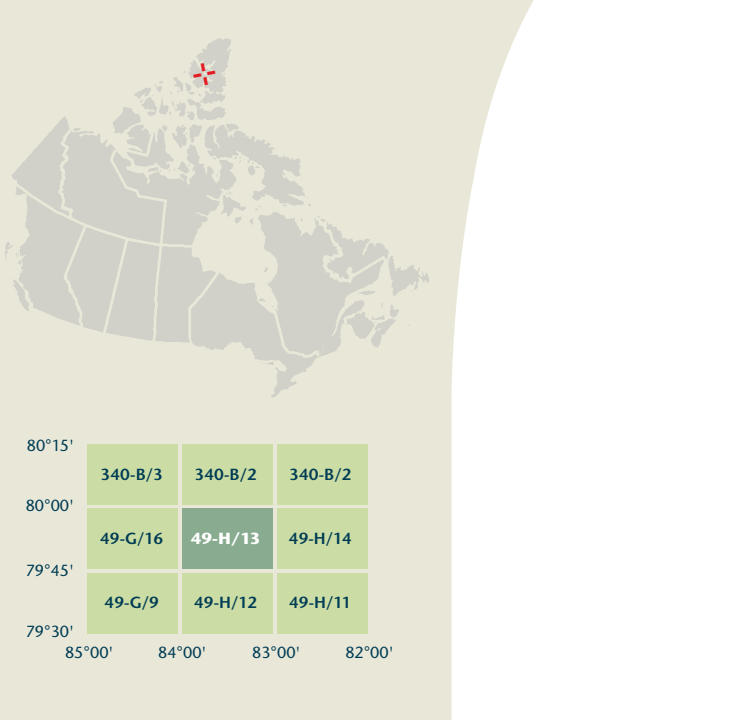 80°15'
340-B/3 340-B/2 340-B/2
80°00'
49-G/16 49-H/13 49-H/14
79°45'
49-G/9 49-H/12 49-H/11
79°30'
85°00' 84°00' 83°00' 82°00'